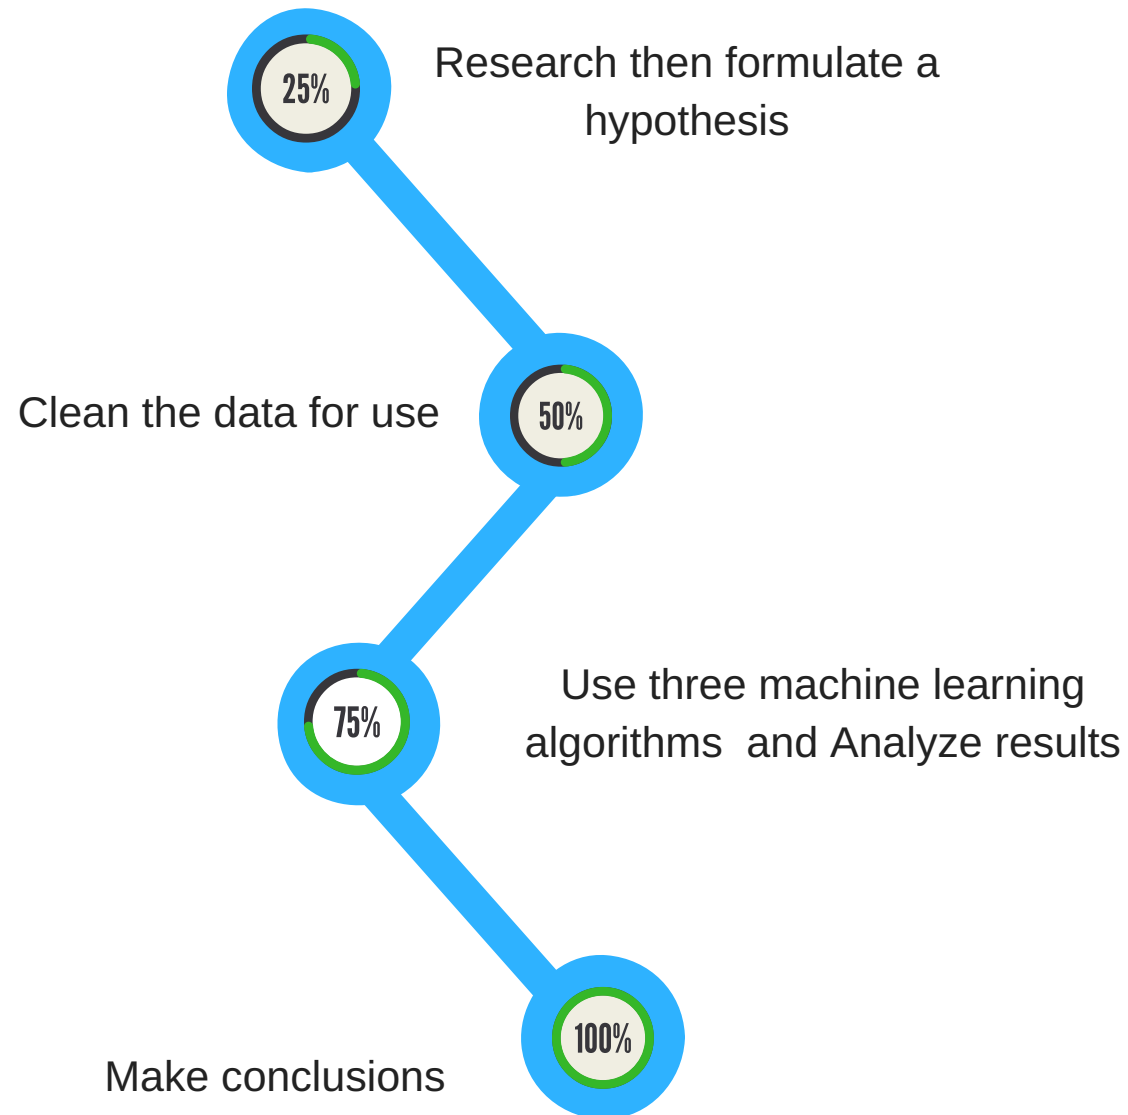 25%
Research then formulate a
hypothesis
Clean the data for use
50%
75%
Use three machine learning
algorithms  and Analyze results
100%
Make conclusions